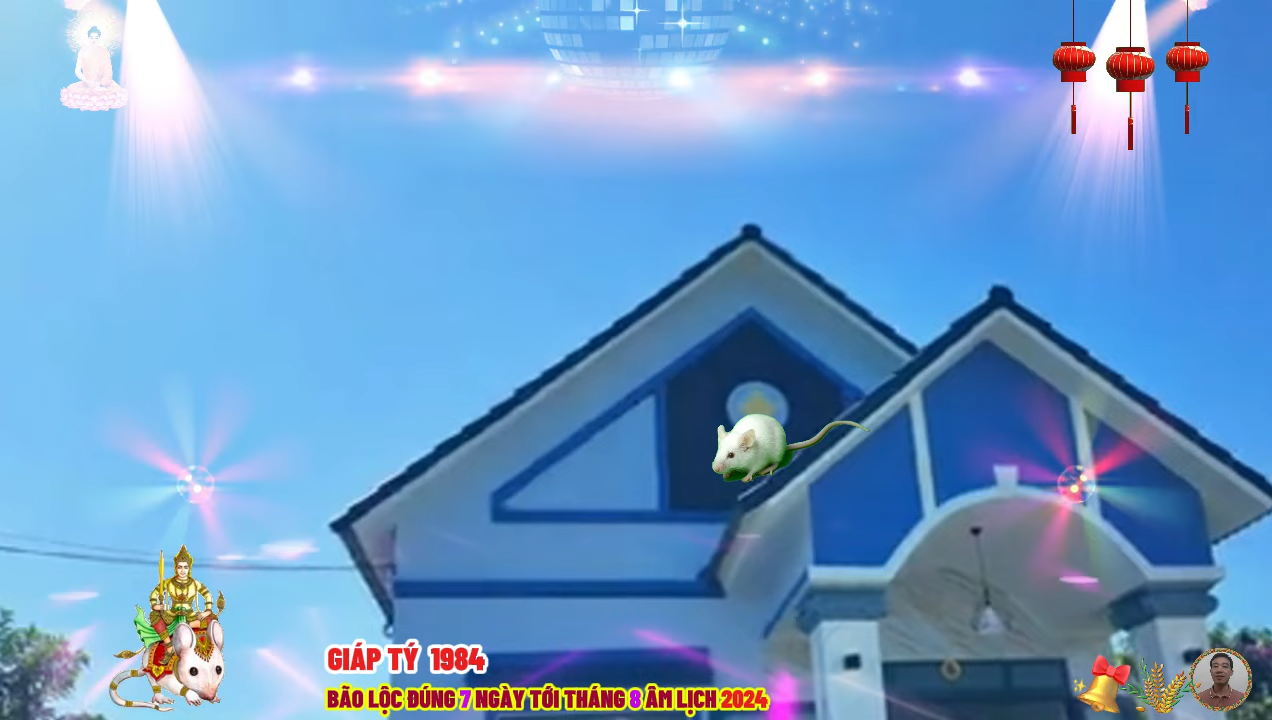 GIÁP TÝ 1984
BÃO LỘC ĐÚNG 7 NGÀY TỚI THÁNG 8 ÂM LỊCH 2024